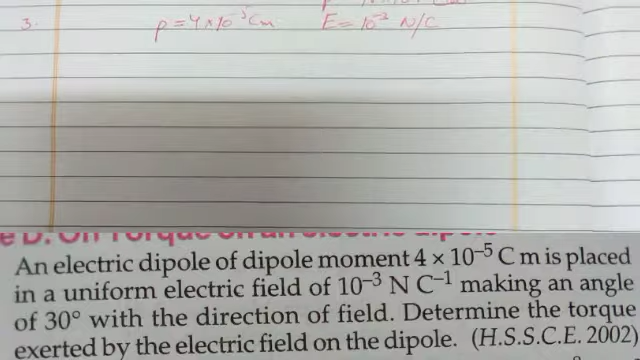 3. p = 4×10⁻⁵ Cm E = 10⁻³ N/C
An electric dipole of dipole moment 4 × 10⁻⁵ C m is placed
in a uniform electric field of 10⁻³ N C⁻¹ making an angle
of 30° with the direction of field. Determine the torque
exerted by the electric field on the dipole. (H.S.S.C.E. 2002)